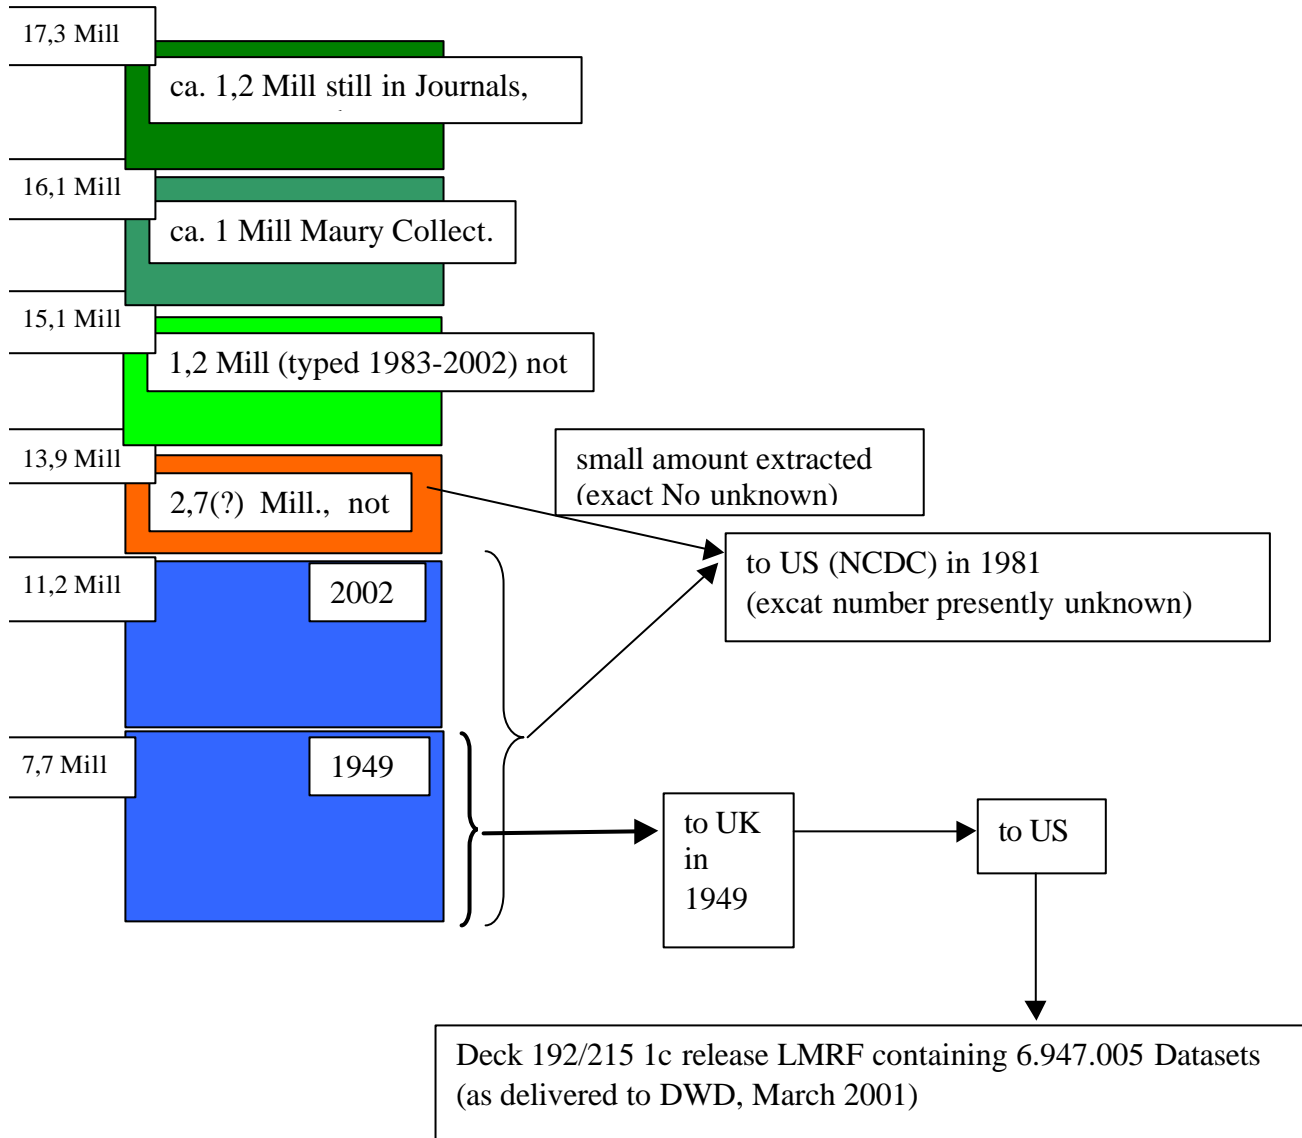 17,3 Mill
ca. 1,2 Mill still in Journals,
16,1 Mill
ca. 1 Mill Maury Collect.
15,1 Mill
1,2 Mill (typed 1983-2002) not
13,9 Mill
2,7(?) Mill., not
small amount extracted
(exact No unknown)
to US (NCDC) in 1981
(excat number presently unknown)
11,2 Mill
2002
7,7 Mill
1949
to UK
in
1949
to US
Deck 192/215 1c release LMRF containing 6.947.005 Datasets
(as delivered to DWD, March 2001)